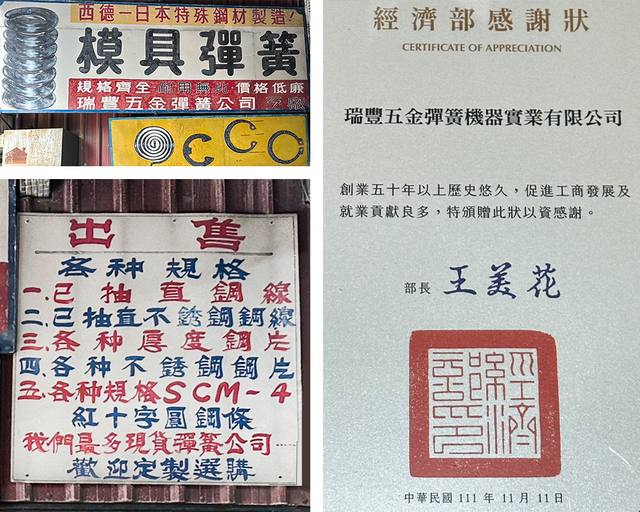 西德－日本特殊鋼材製造！
模具彈簧
規格齊全·耐用無比·價格低廉
瑞豐五金彈簧公司
出售
各种規格
一.已抽直鋼線
二.已抽直不銹鋼鋼線
三.各种厚度鋼片
四.各种不銹鋼鋼片
五.各种規格SCM-4
紅十字圓鋼條
我們最多現貨彈簧公司
歡迎定製選購
經濟部感謝狀
CERTIFICATE OF APPRECIATION
瑞豐五金彈簧機器實業有限公司
創業五十年以上歷史悠久，促進工商發展及
就業貢獻良多，特頒贈此狀以資感謝。
部長 王美花
經濟部印
中華民國 111 年 11 月 11 日